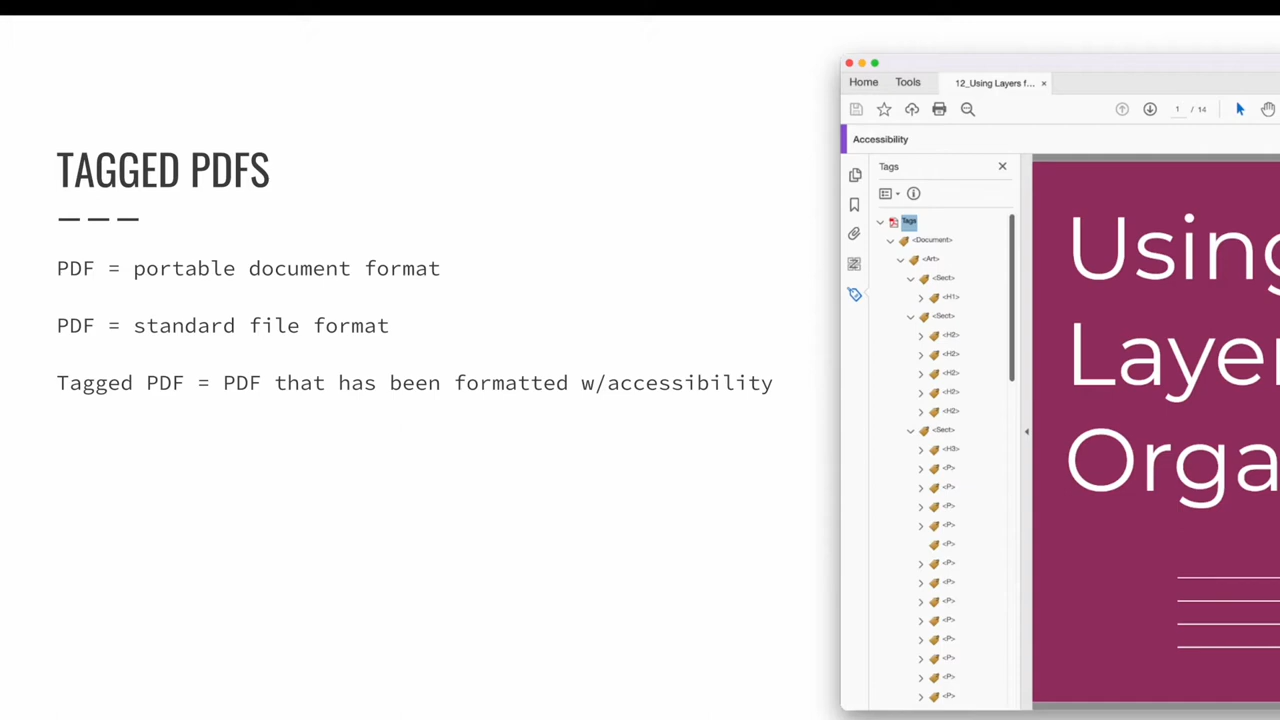 TAGGED PDFS
PDF = portable document format
PDF = standard file format
Tagged PDF = PDF that has been formatted w/accessibility
Home Tools 12_Using Layers f... ×
1 / 14
Accessibility
Tags
Tags
<Document>
<Art>
<Sect>
<H1>
<Sect>
<H2>
<H2>
<H2>
<H2>
<H2>
<Sect>
<H3>
<P>
<P>
<P>
<P>
<P>
<P>
<P>
<P>
<P>
<P>
<P>
<P>
<P>
Using
Layer
Orga